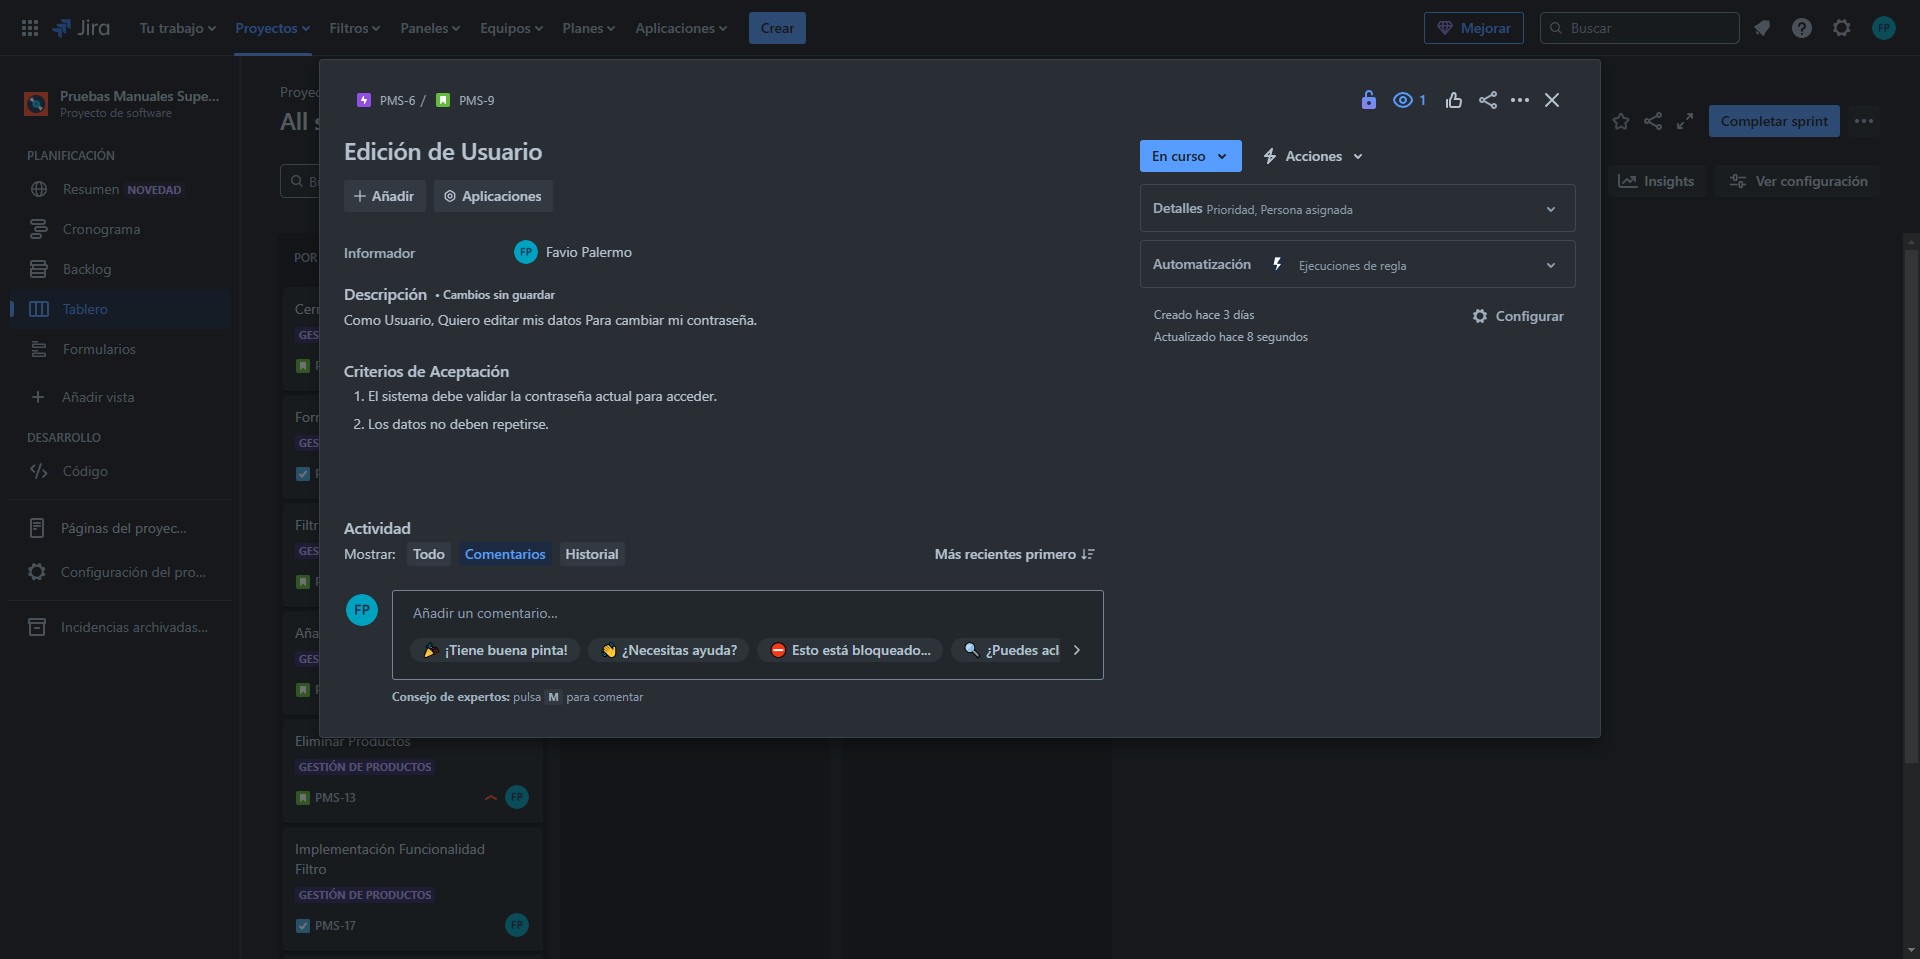 Jira
Tu trabajo
Proyectos
Filtros
Paneles
Equipos
Planes
Aplicaciones
Crear
Mejorar
Buscar
FP
Pruebas Manuales Supe...
Proyecto de software
PLANIFICACIÓN
Resumen NOVEDAD
Cronograma
Backlog
Tablero
Formularios
Añadir vista
DESARROLLO
Código
Páginas del proyec...
Configuración del pro...
Incidencias archivadas...
Completar sprint
Insights
Ver configuración
PMS-6 / PMS-9
1
Edición de Usuario
Añadir
Aplicaciones
Informador
FP Favio Palermo
Descripción • Cambios sin guardar
Como Usuario, Quiero editar mis datos Para cambiar mi contraseña.
Criterios de Aceptación
1. El sistema debe validar la contraseña actual para acceder.
2. Los datos no deben repetirse.
Actividad
Mostrar: Todo Comentarios Historial
Más recientes primero
FP
Añadir un comentario...
¡Tiene buena pinta!
¿Necesitas ayuda?
Esto está bloqueado...
¿Puedes acl
Consejo de expertos: pulsa M para comentar
En curso
Acciones
Detalles Prioridad, Persona asignada
Automatización Ejecuciones de regla
Creado hace 3 días
Actualizado hace 8 segundos
Configurar
Eliminar Productos
GESTIÓN DE PRODUCTOS
PMS-13
FP
Implementación Funcionalidad
Filtro
GESTIÓN DE PRODUCTOS
PMS-17
FP